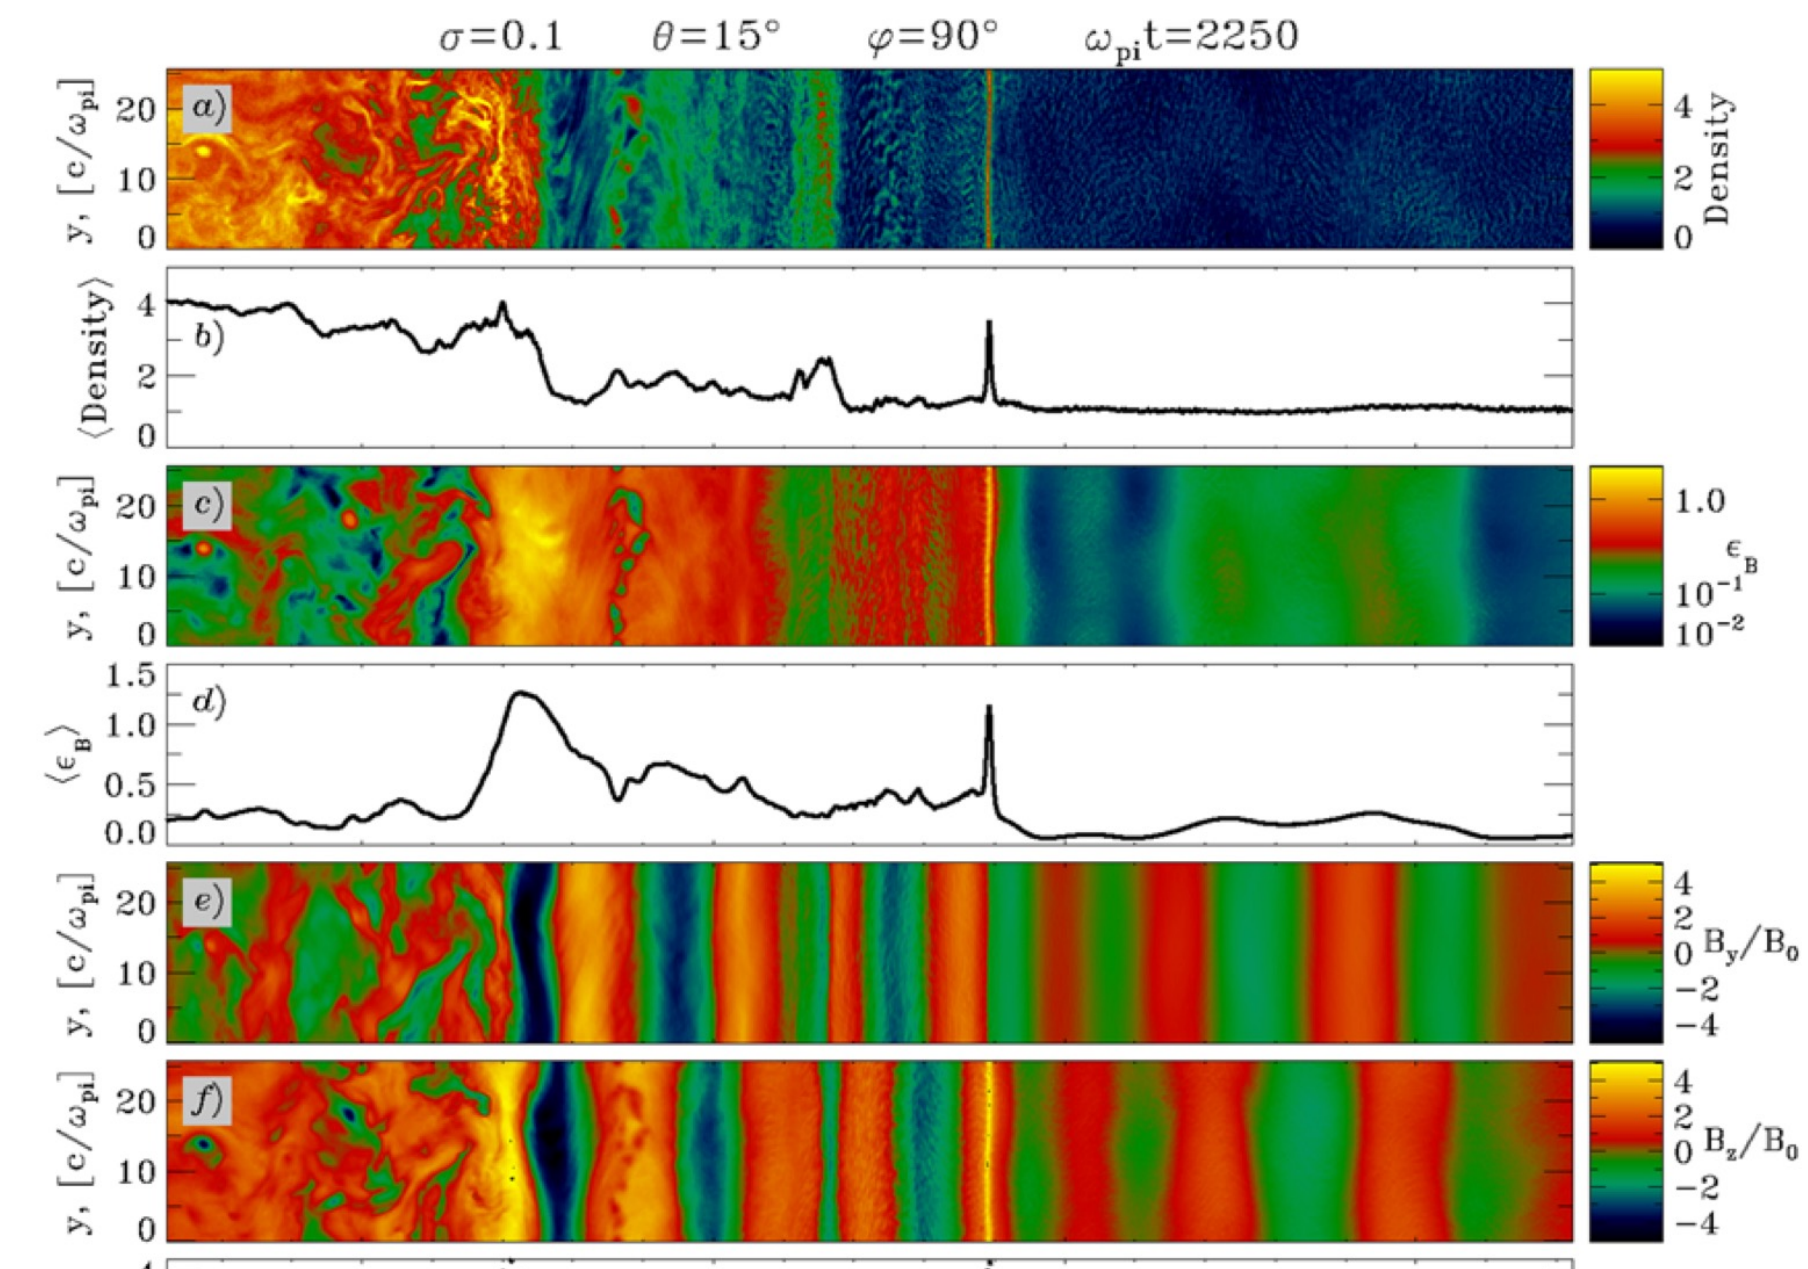 σ=0.1 θ=15° φ=90° ω_pi t=2250
a)
y, [c/ω_pi]
20
10
0
4
2
0
Density
b)
⟨Density⟩
4
2
0
c)
y, [c/ω_pi]
20
10
0
1.0
10⁻¹
10⁻²
ϵ_B
d)
⟨ϵ_B⟩
1.5
1.0
0.5
0.0
e)
y, [c/ω_pi]
20
10
0
4
2
0
−2
−4
B_y/B_0
f)
y, [c/ω_pi]
20
10
0
4
2
0
−2
−4
B_z/B_0